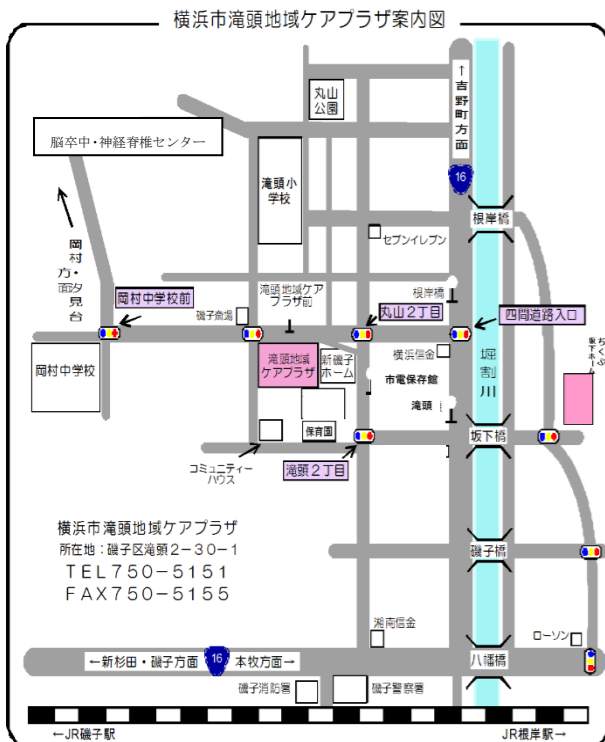 横浜市滝頭地域ケアプラザ案内図
丸山
公園
↑吉野町方面
16
脳卒中・神経脊椎センター
滝頭小
学校
根岸橋
セブンイレブン
岡村・汐見台
方面
根岸橋
滝頭地域ケア
プラザ前
岡村中学校前
磯子斎場
丸山2丁目
四間道路入口
堀割川
横浜信金
滝頭地域
ケアプラザ
新磯子
ホーム
岡村中学校
市電保存館
ちくぶ
坂下ホーム
滝頭
保育園
坂下橋
コミュニティー
ハウス
滝頭2丁目
横浜市滝頭地域ケアプラザ
所在地:磯子区滝頭2-30-1
TEL750-5151
FAX750-5155
磯子橋
湘南信金
ローソン
←新杉田・磯子方面
16
本牧方面→
八幡橋
磯子消防署
磯子警察署
←JR磯子駅
JR根岸駅→